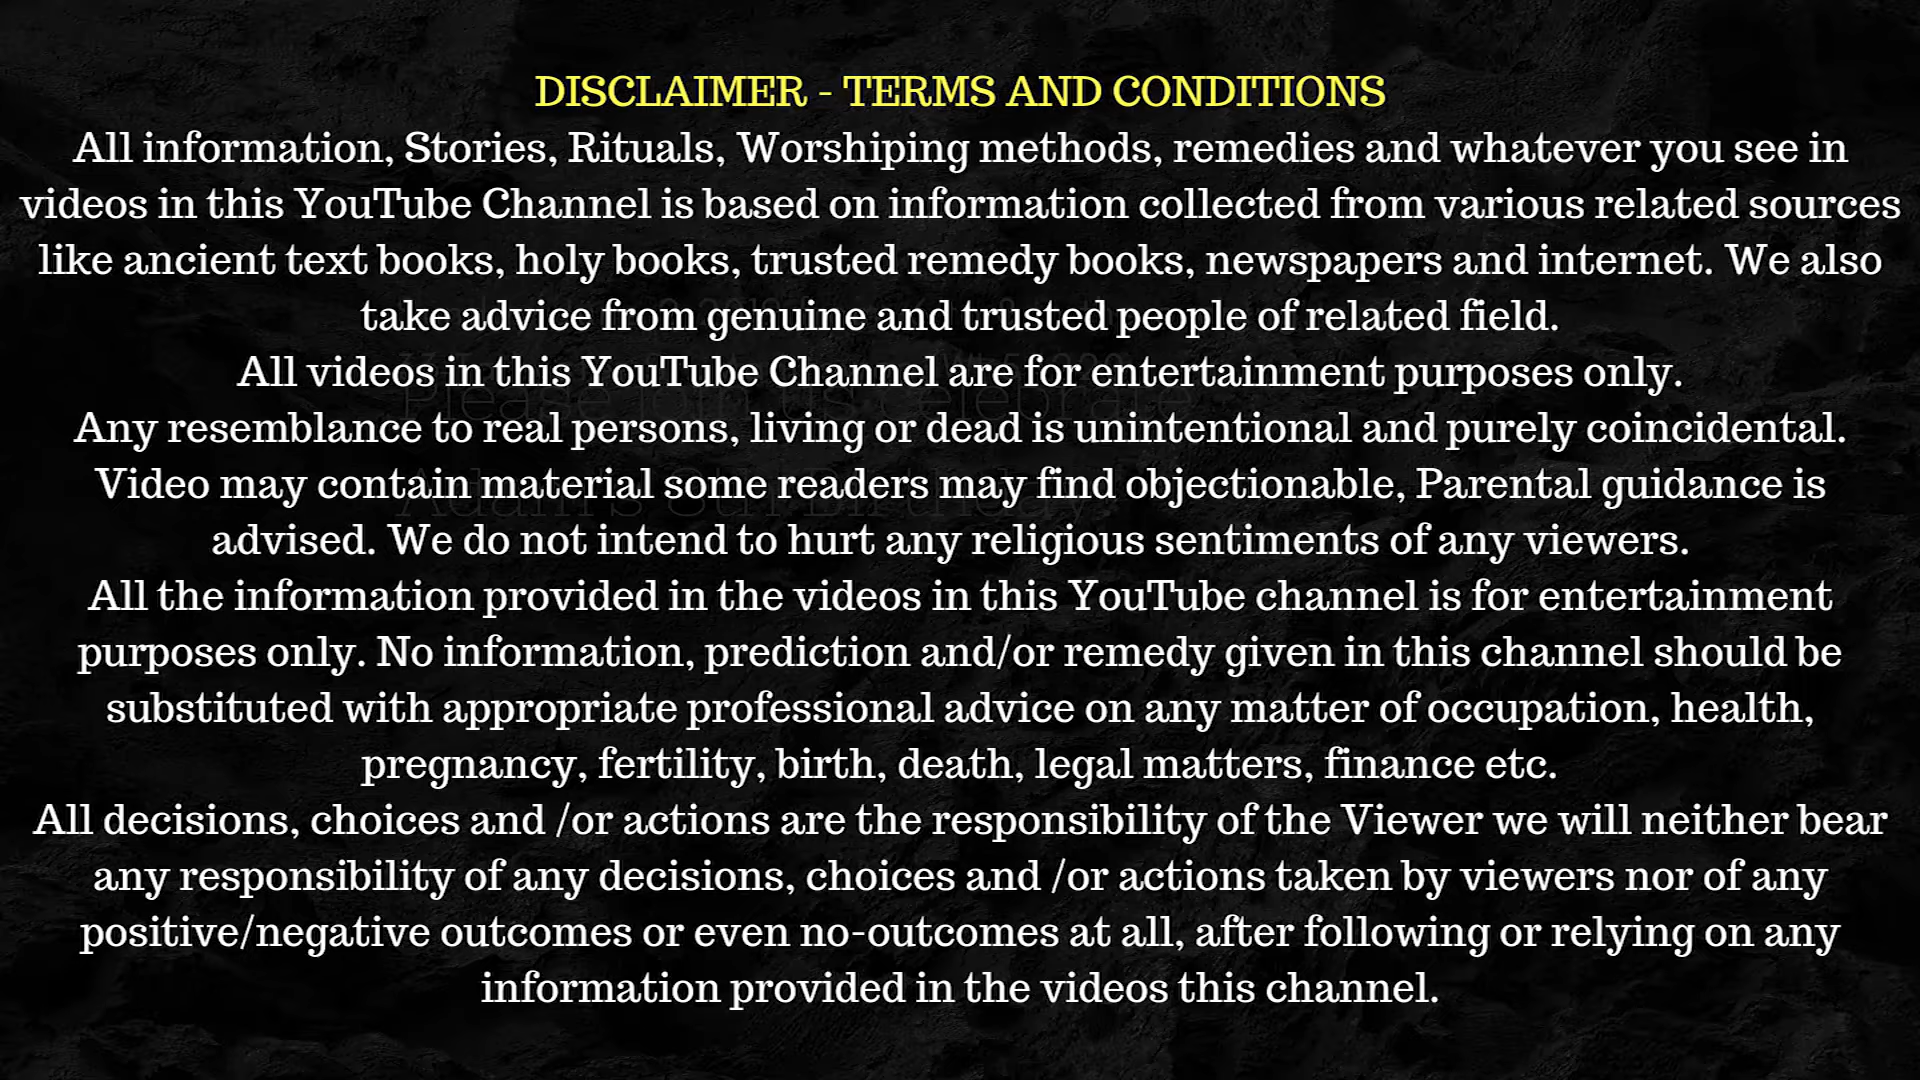 DISCLAIMER - TERMS AND CONDITIONS
All information, Stories, Rituals, Worshiping methods, remedies and whatever you see in
videos in this YouTube Channel is based on information collected from various related sources
like ancient text books, holy books, trusted remedy books, newspapers and internet. We also
take advice from genuine and trusted people of related field.
All videos in this YouTube Channel are for entertainment purposes only.
Please join us celebrate
Any resemblance to real persons, living or dead is unintentional and purely coincidental.
Video may contain material some readers may find objectionable, Parental guidance is
Adam's 8th Birthday
advised. We do not intend to hurt any religious sentiments of any viewers.
All the information provided in the videos in this YouTube channel is for entertainment
purposes only. No information, prediction and/or remedy given in this channel should be
substituted with appropriate professional advice on any matter of occupation, health,
pregnancy, fertility, birth, death, legal matters, finance etc.
All decisions, choices and /or actions are the responsibility of the Viewer we will neither bear
any responsibility of any decisions, choices and /or actions taken by viewers nor of any
positive/negative outcomes or even no-outcomes at all, after following or relying on any
information provided in the videos this channel.